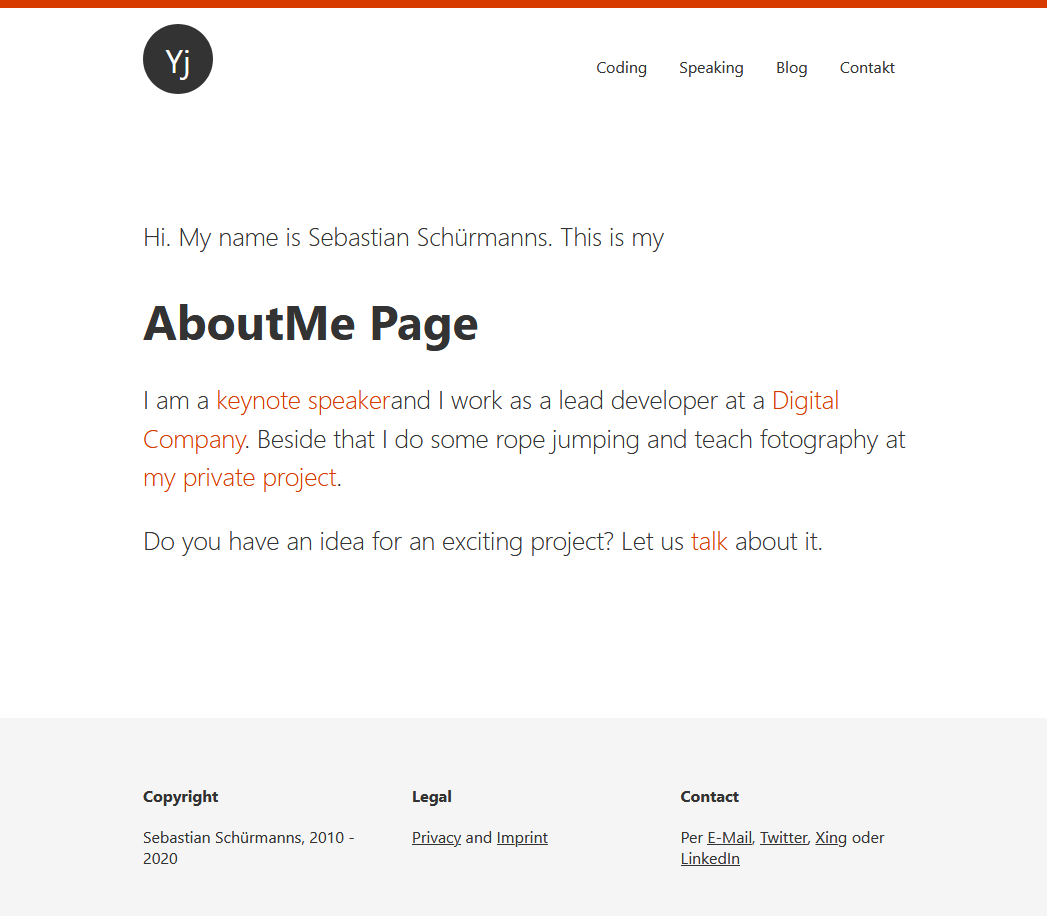 Yj
Coding Speaking Blog Contakt
Hi. My name is Sebastian Schürmanns. This is my
AboutMe Page
I am a keynote speakerand I work as a lead developer at a Digital
Company. Beside that I do some rope jumping and teach fotography at
my private project.
Do you have an idea for an exciting project? Let us talk about it.
Copyright
Sebastian Schürmanns, 2010 -
2020
Legal
Privacy and Imprint
Contact
Per E-Mail, Twitter, Xing oder
LinkedIn